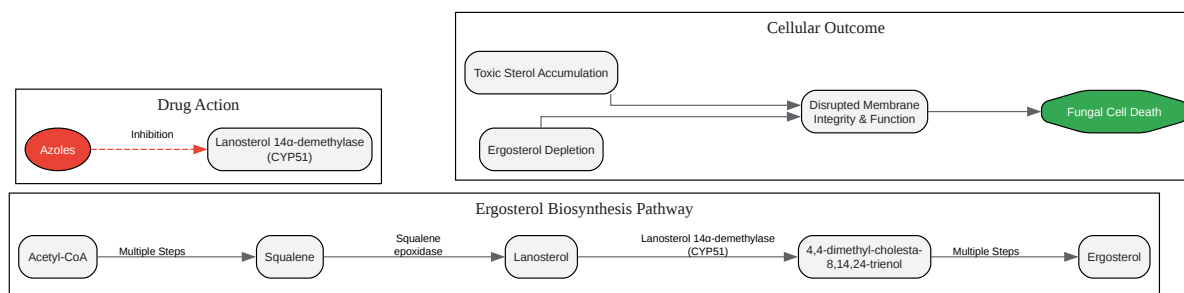 Cellular Outcome
Toxic Sterol Accumulation
Disrupted Membrane
Integrity & Function
Fungal Cell Death
Ergosterol Depletion
Drug Action
Azoles
Inhibition
Lanosterol 14α-demethylase
(CYP51)
Ergosterol Biosynthesis Pathway
Acetyl-CoA
Multiple Steps
Squalene
Squalene
epoxidase
Lanosterol
Lanosterol 14α-demethylase
(CYP51)
4,4-dimethyl-cholesta-
8,14,24-trienol
Multiple Steps
Ergosterol